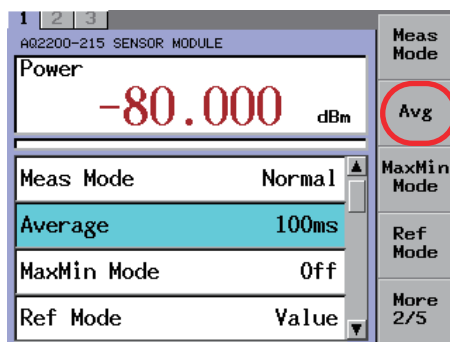 1 2 3
AQ2200-215 SENSOR MODULE
Power
-80.000 dBm
Meas Mode Normal
Average 100ms
MaxMin Mode Off
Ref Mode Value
Meas
Mode
Avg
MaxMin
Mode
Ref
Mode
More
2/5